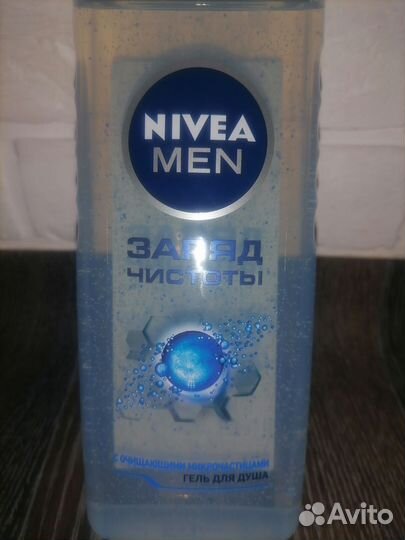 NIVEA
MEN
ЗАРЯД
ЧИСТОТЫ
С ОЧИЩАЮЩИМИ МИКРОЧАСТИЦАМИ
ГЕЛЬ ДЛЯ ДУША
Avito